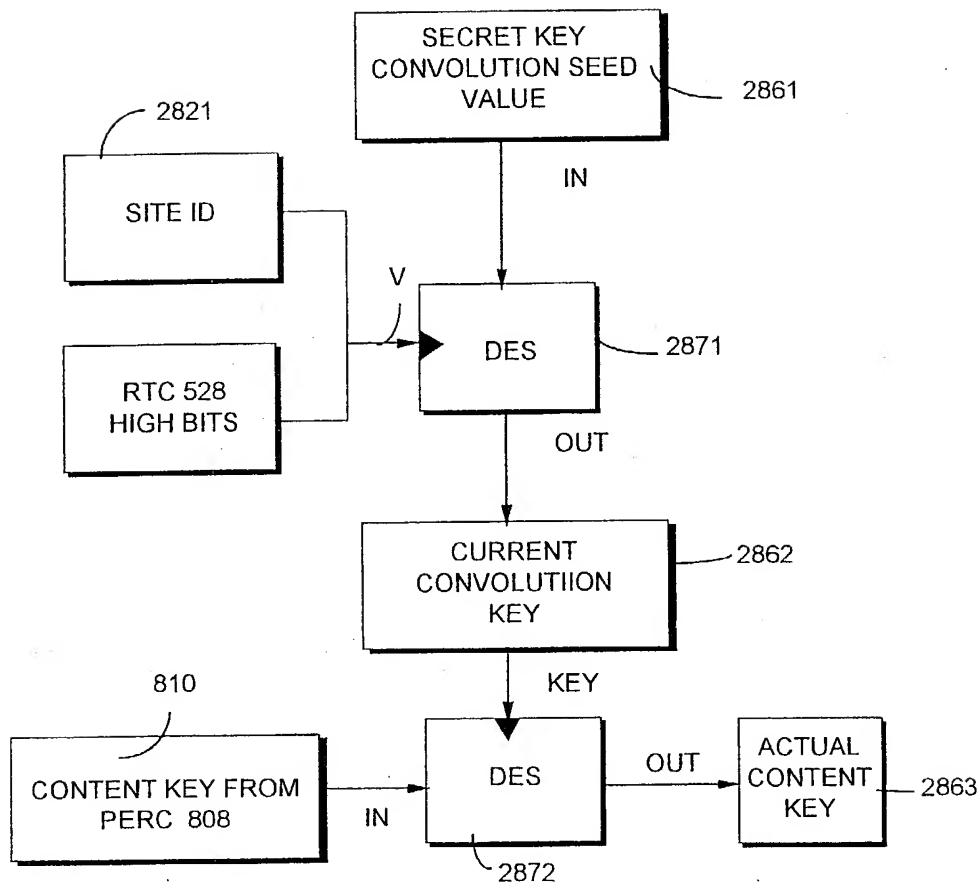 SECRET KEY
CONVOLUTION SEED
VALUE
2861
2821
IN
SITE ID
V
DES
2871
RTC 528
HIGH BITS
OUT
CURRENT
CONVOLUTIION
KEY
2862
KEY
810
CONTENT KEY FROM
PERC 808
IN
DES
OUT
ACTUAL
CONTENT
KEY
2863
2872